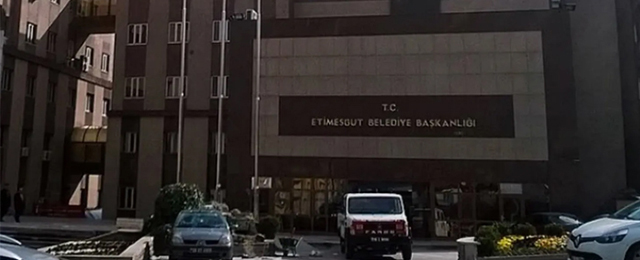 T.C.
ETİMESGUT BELEDİYE BAŞKANLIĞI